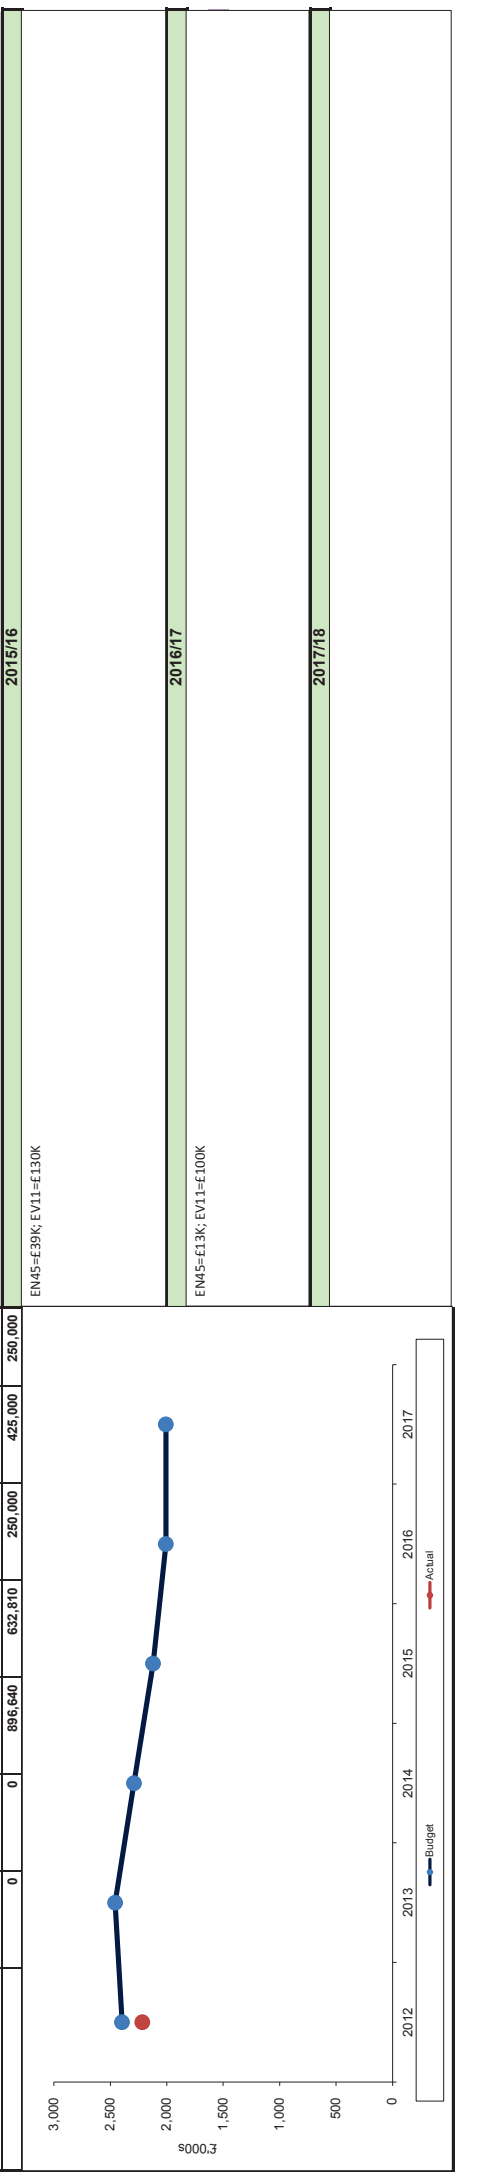 0 0 896,640 632,810 250,000 425,000 250,000
3,000
2,500
2,000
1,500
1,000
500
0
£'000s
2012 2013 2014 2015 2016 2017
Budget Actual
2015/16
EN45=£39K; EV11=£130K
2016/17
EN45=£13K; EV11=£100K
2017/18